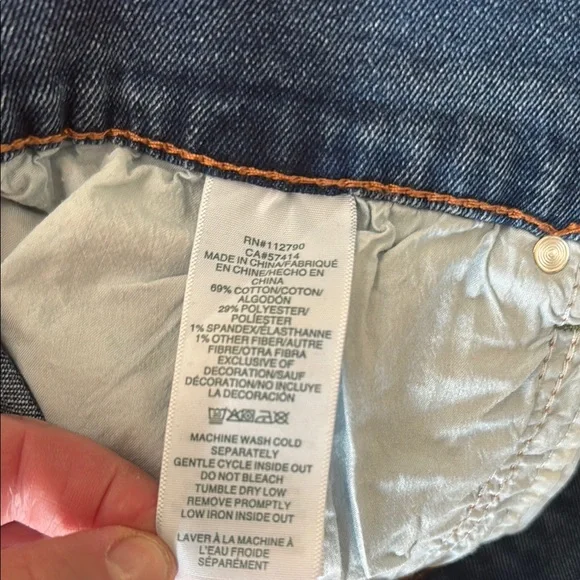 RN#112790
CA#57414
MADE IN CHINA/FABRIQUÉ
EN CHINE/HECHO EN
CHINA
69% COTTON/COTON/
ALGODÓN
29% POLYESTER/
POLIÉSTER
1% SPANDEX/ÉLASTHANNE
1% OTHER FIBER/AUTRE
FIBRE/OTRA FIBRA
EXCLUSIVE OF
DECORATION/SAUF
DÉCORATION/NO INCLUYE
LA DECORACIÓN
MACHINE WASH COLD
SEPARATELY
GENTLE CYCLE INSIDE OUT
DO NOT BLEACH
TUMBLE DRY LOW
REMOVE PROMPTLY
LOW IRON INSIDE OUT
LAVER À LA MACHINE À
L'EAU FROIDE
SÉPARÉMENT